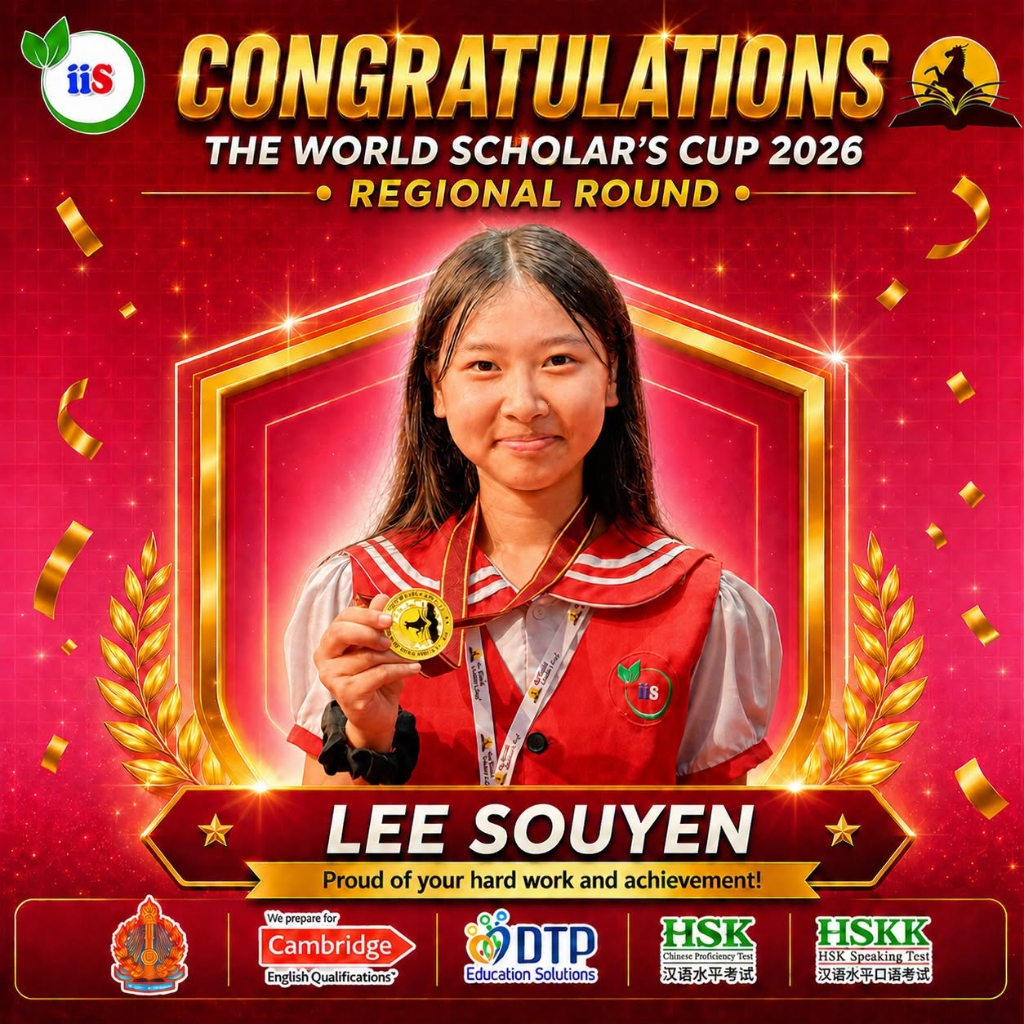 iiS
CONGRATULATIONS
THE WORLD SCHOLAR'S CUP 2026
REGIONAL ROUND
iiS
LEE SOUYEN
Proud of your hard work and achievement!
We prepare for
Cambridge
English Qualifications
DTP
Education Solutions
HSK
Chinese Proficiency Test
汉语水平考试
HSKK
HSK Speaking Test
汉语水平口语考试